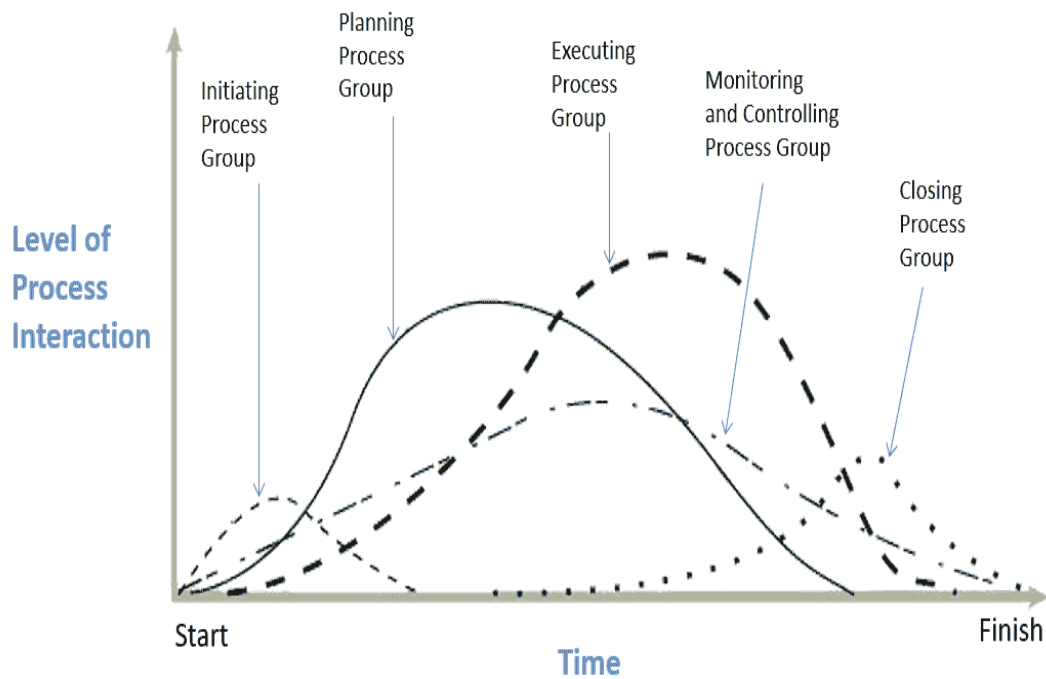 Planning
Process
Group
Executing
Process
Group
Monitoring
and Controlling
Process Group
Initiating
Process
Group
Closing
Process
Group
Level of
Process
Interaction
Start
Finish
Time